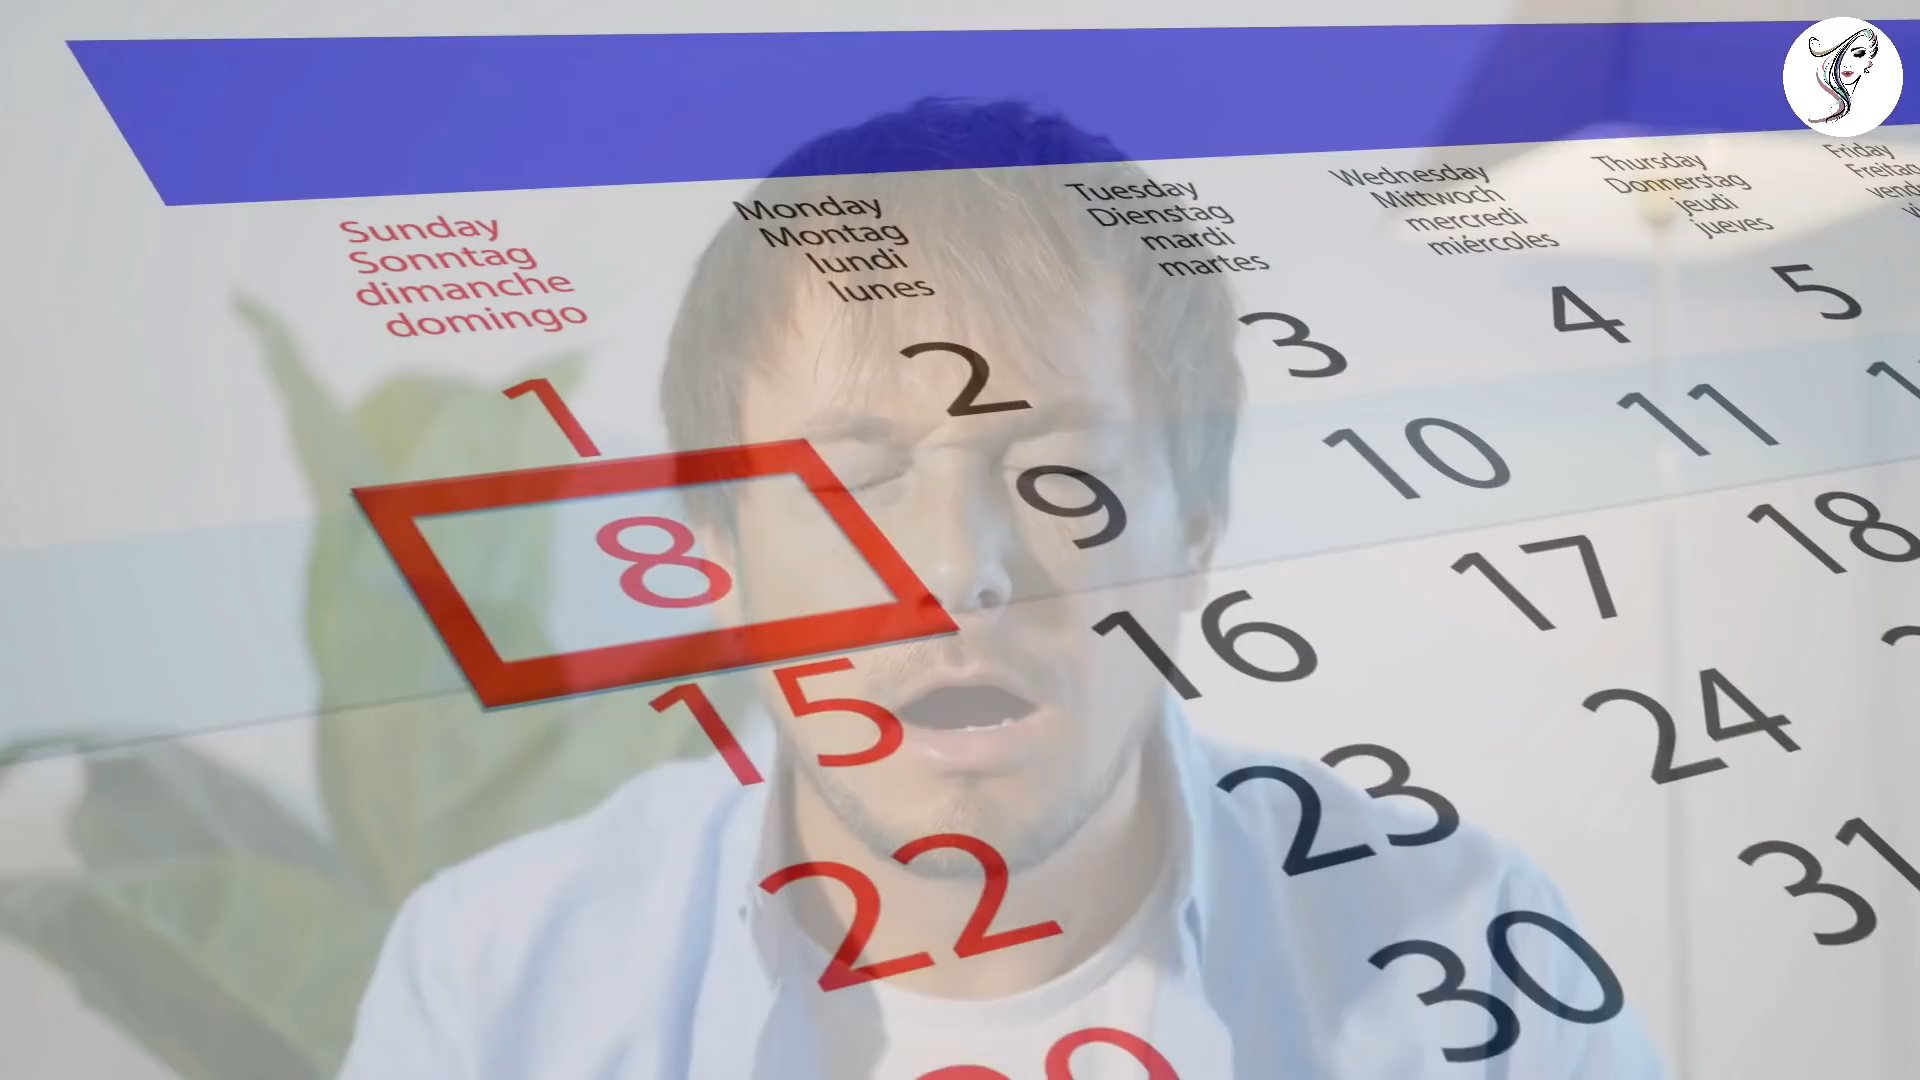 Sunday Monday Tuesday Wednesday Thursday Friday
Sonntag Montag Dienstag Mittwoch Donnerstag
dimanche lundi mardi mercredi jeudi
domingo lunes martes miércoles jueves
1 2 3 4 5
8 9 10 11
15 16 17 18
22 23 24
30 31